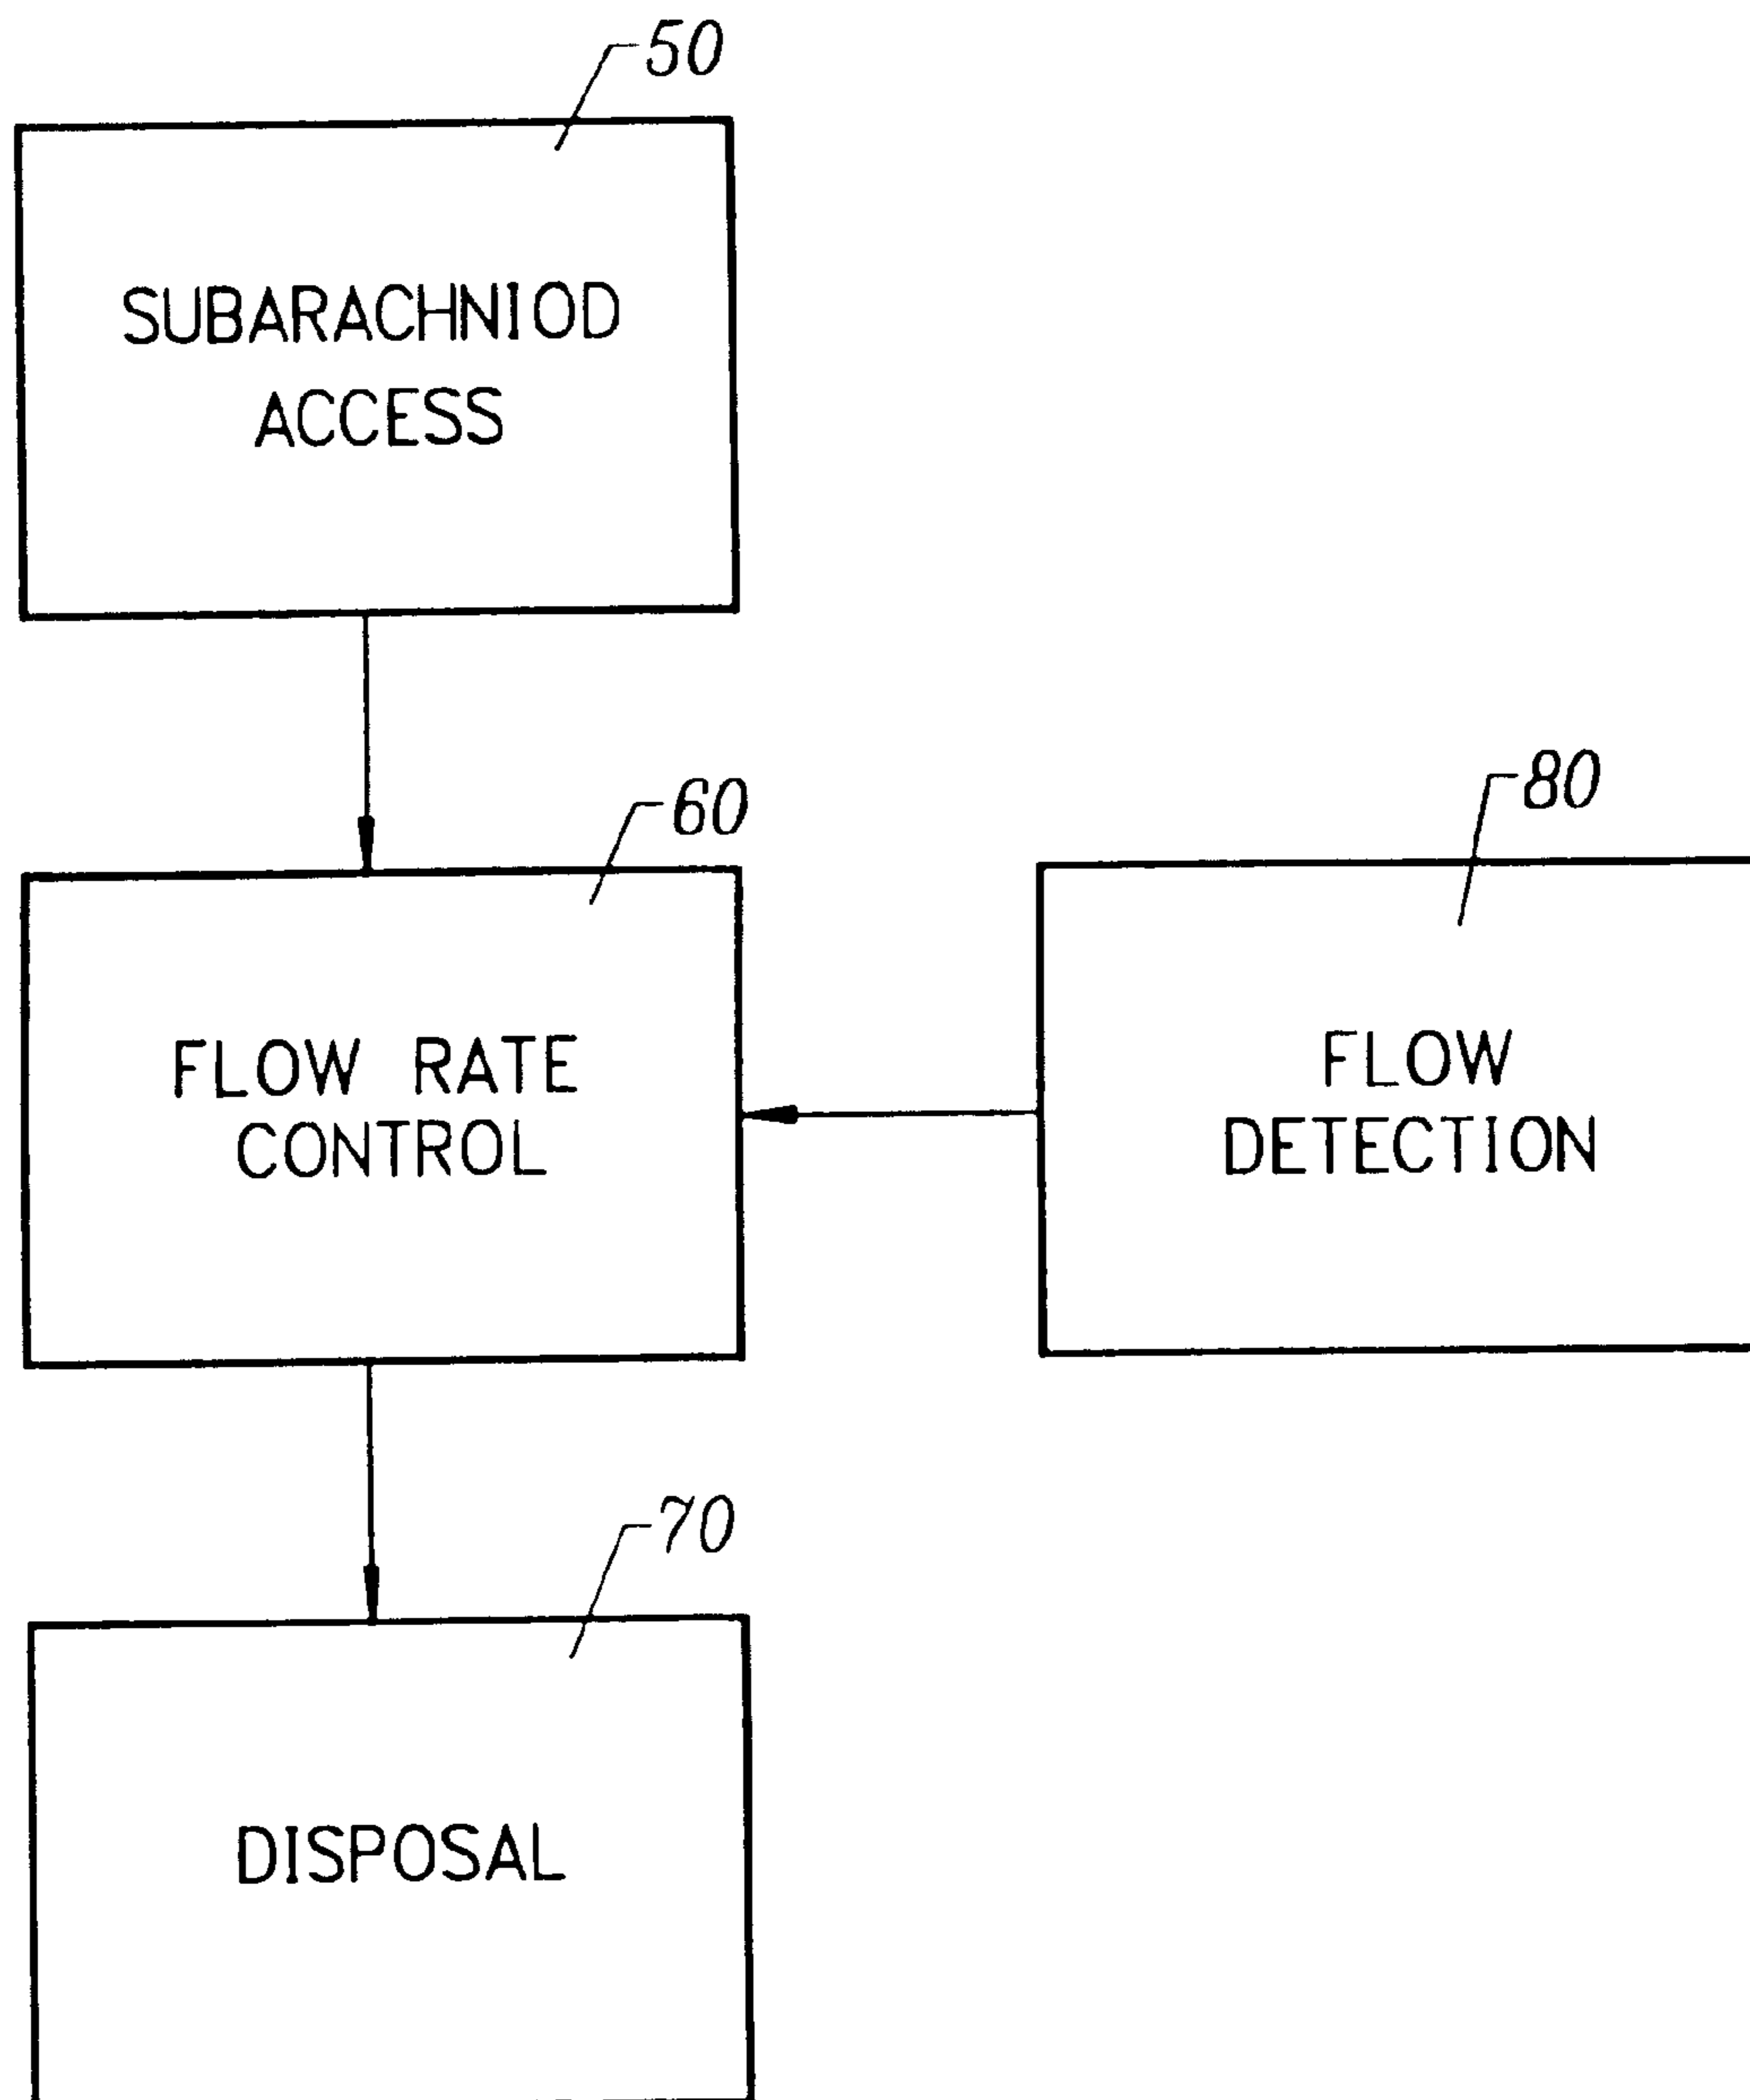 50
SUBARACHNIOD
ACCESS
60
FLOW RATE
CONTROL
80
FLOW
DETECTION
70
DISPOSAL